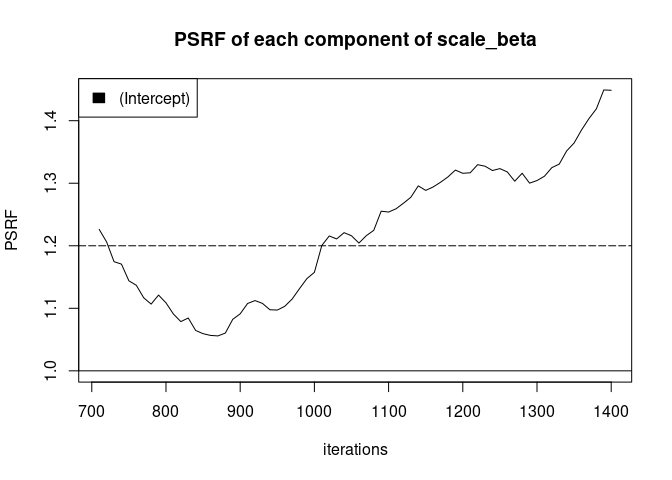 PSRF of each component of scale_beta
(Intercept)
PSRF
1.4
1.3
1.2
1.1
1.0
700 800 900 1000 1100 1200 1300 1400
iterations